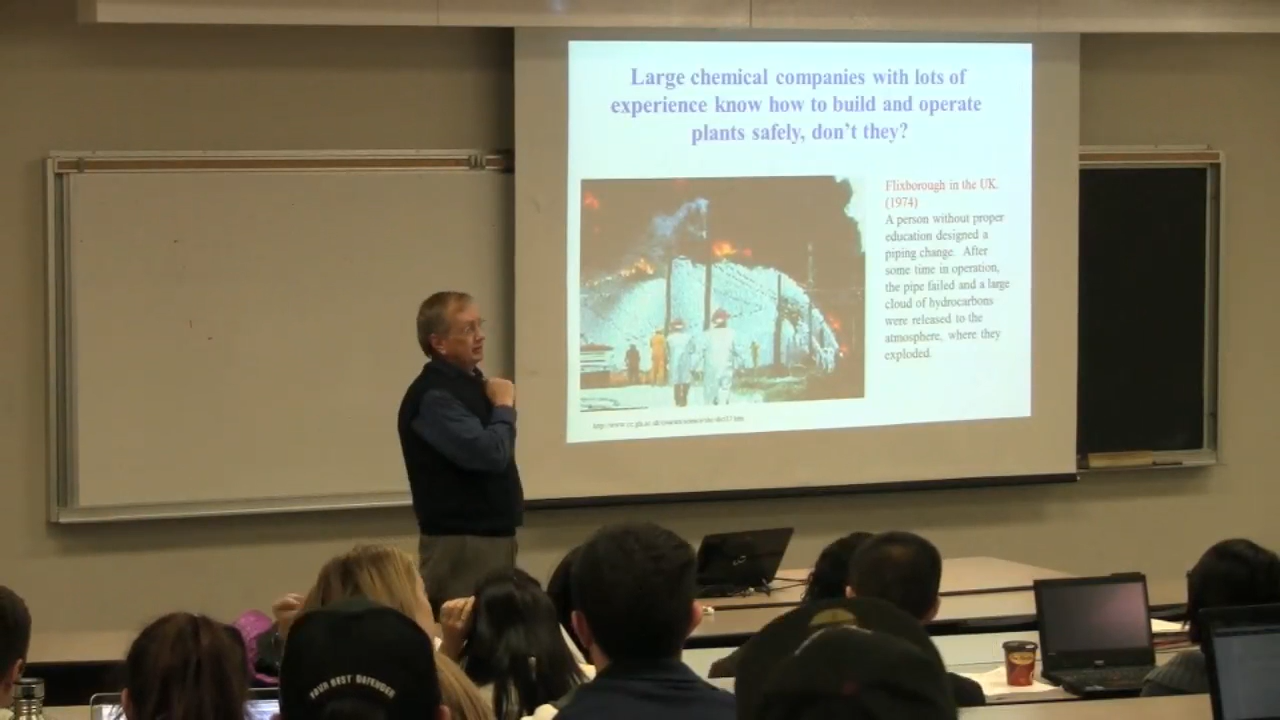 Large chemical companies with lots of
experience know how to build and operate
plants safely, don't they?
Flixborough in the UK.
(1974)
A person without proper
education designed a
piping change. After
some time in operation,
the pipe failed and a large
cloud of hydrocarbons
were released to the
atmosphere, where they
exploded.
BEST DEFENDER